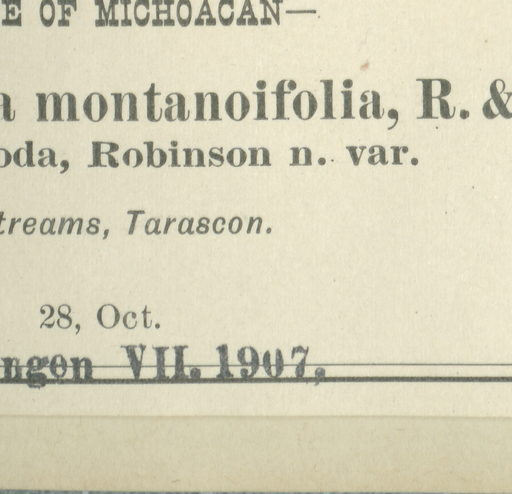 E OF MICHOACAN—
a montanoifolia, R. &
oda, Robinson n. var.
treams, Tarascon.
28, Oct.
ngen VII. 1907.